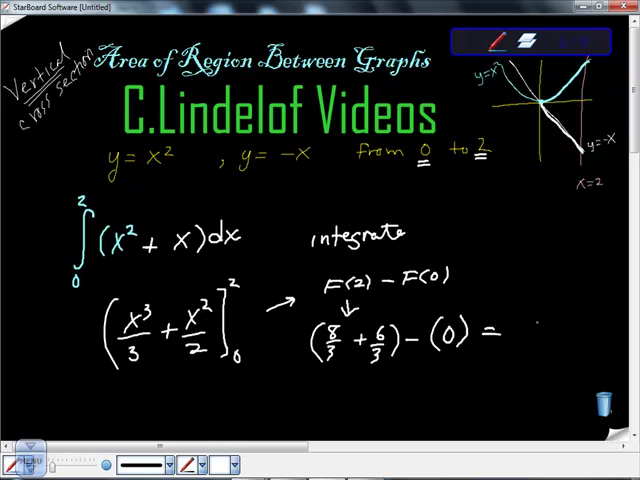 StarBoard Software [Untitled]
Vertical
cross section
Area of Region Between Graphs
C.Lindelof Videos
y = x² , y = -x from 0 to 2
y=x²
y=-x
x=2
∫₀² (x² + x)dx integrate
F(2) - F(0)
(x³/3 + x²/2]₀² → ↓
(8/3 + 6/3) - (0) =
MENU